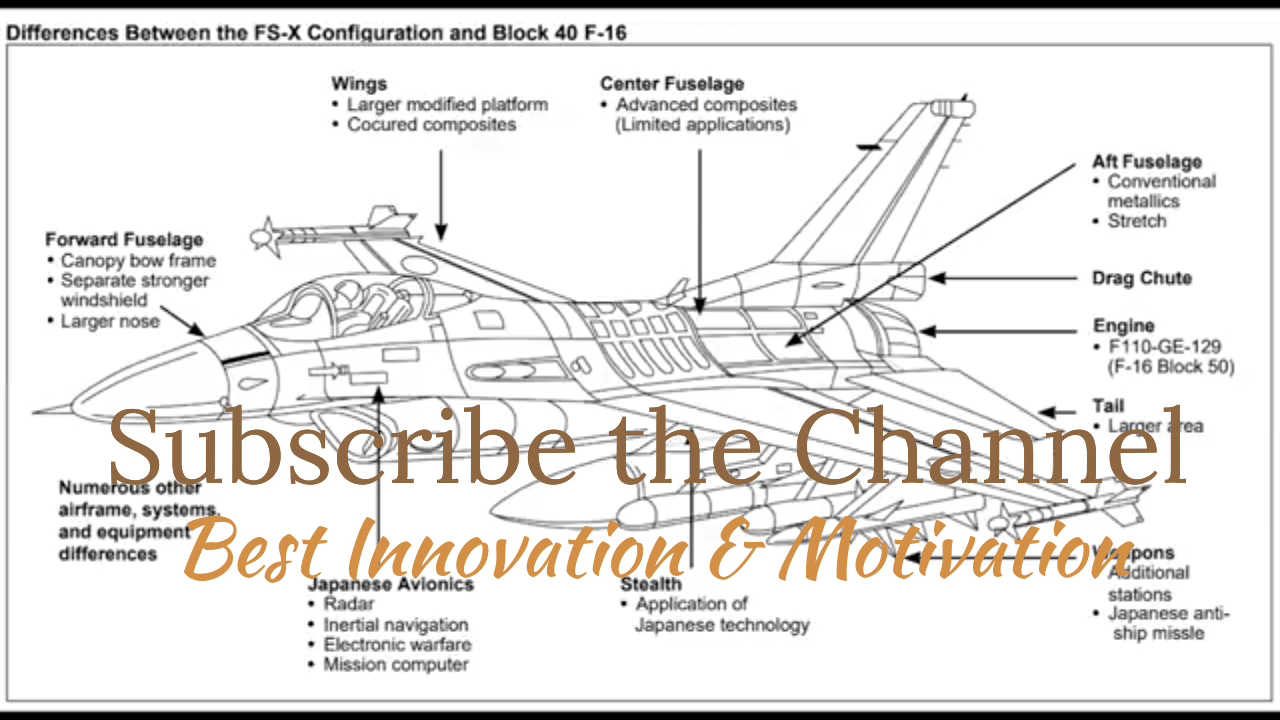 Differences Between the FS-X Configuration and Block 40 F-16
Wings
• Larger modified platform
• Cocured composites
Center Fuselage
• Advanced composites
(Limited applications)
Aft Fuselage
• Conventional
metallics
• Stretch
Forward Fuselage
• Canopy bow frame
• Separate stronger
windshield
• Larger nose
Drag Chute
Engine
• F110-GE-129
(F-16 Block 50)
Tail
• Larger area
Subscribe the Channel
Numerous other
airframe, systems,
and equipment
differences
Best Innovation & Motivation
Weapons
Additional
stations
• Japanese anti-
ship missle
Japanese Avionics
• Radar
• Inertial navigation
• Electronic warfare
• Mission computer
Stealth
• Application of
Japanese technology